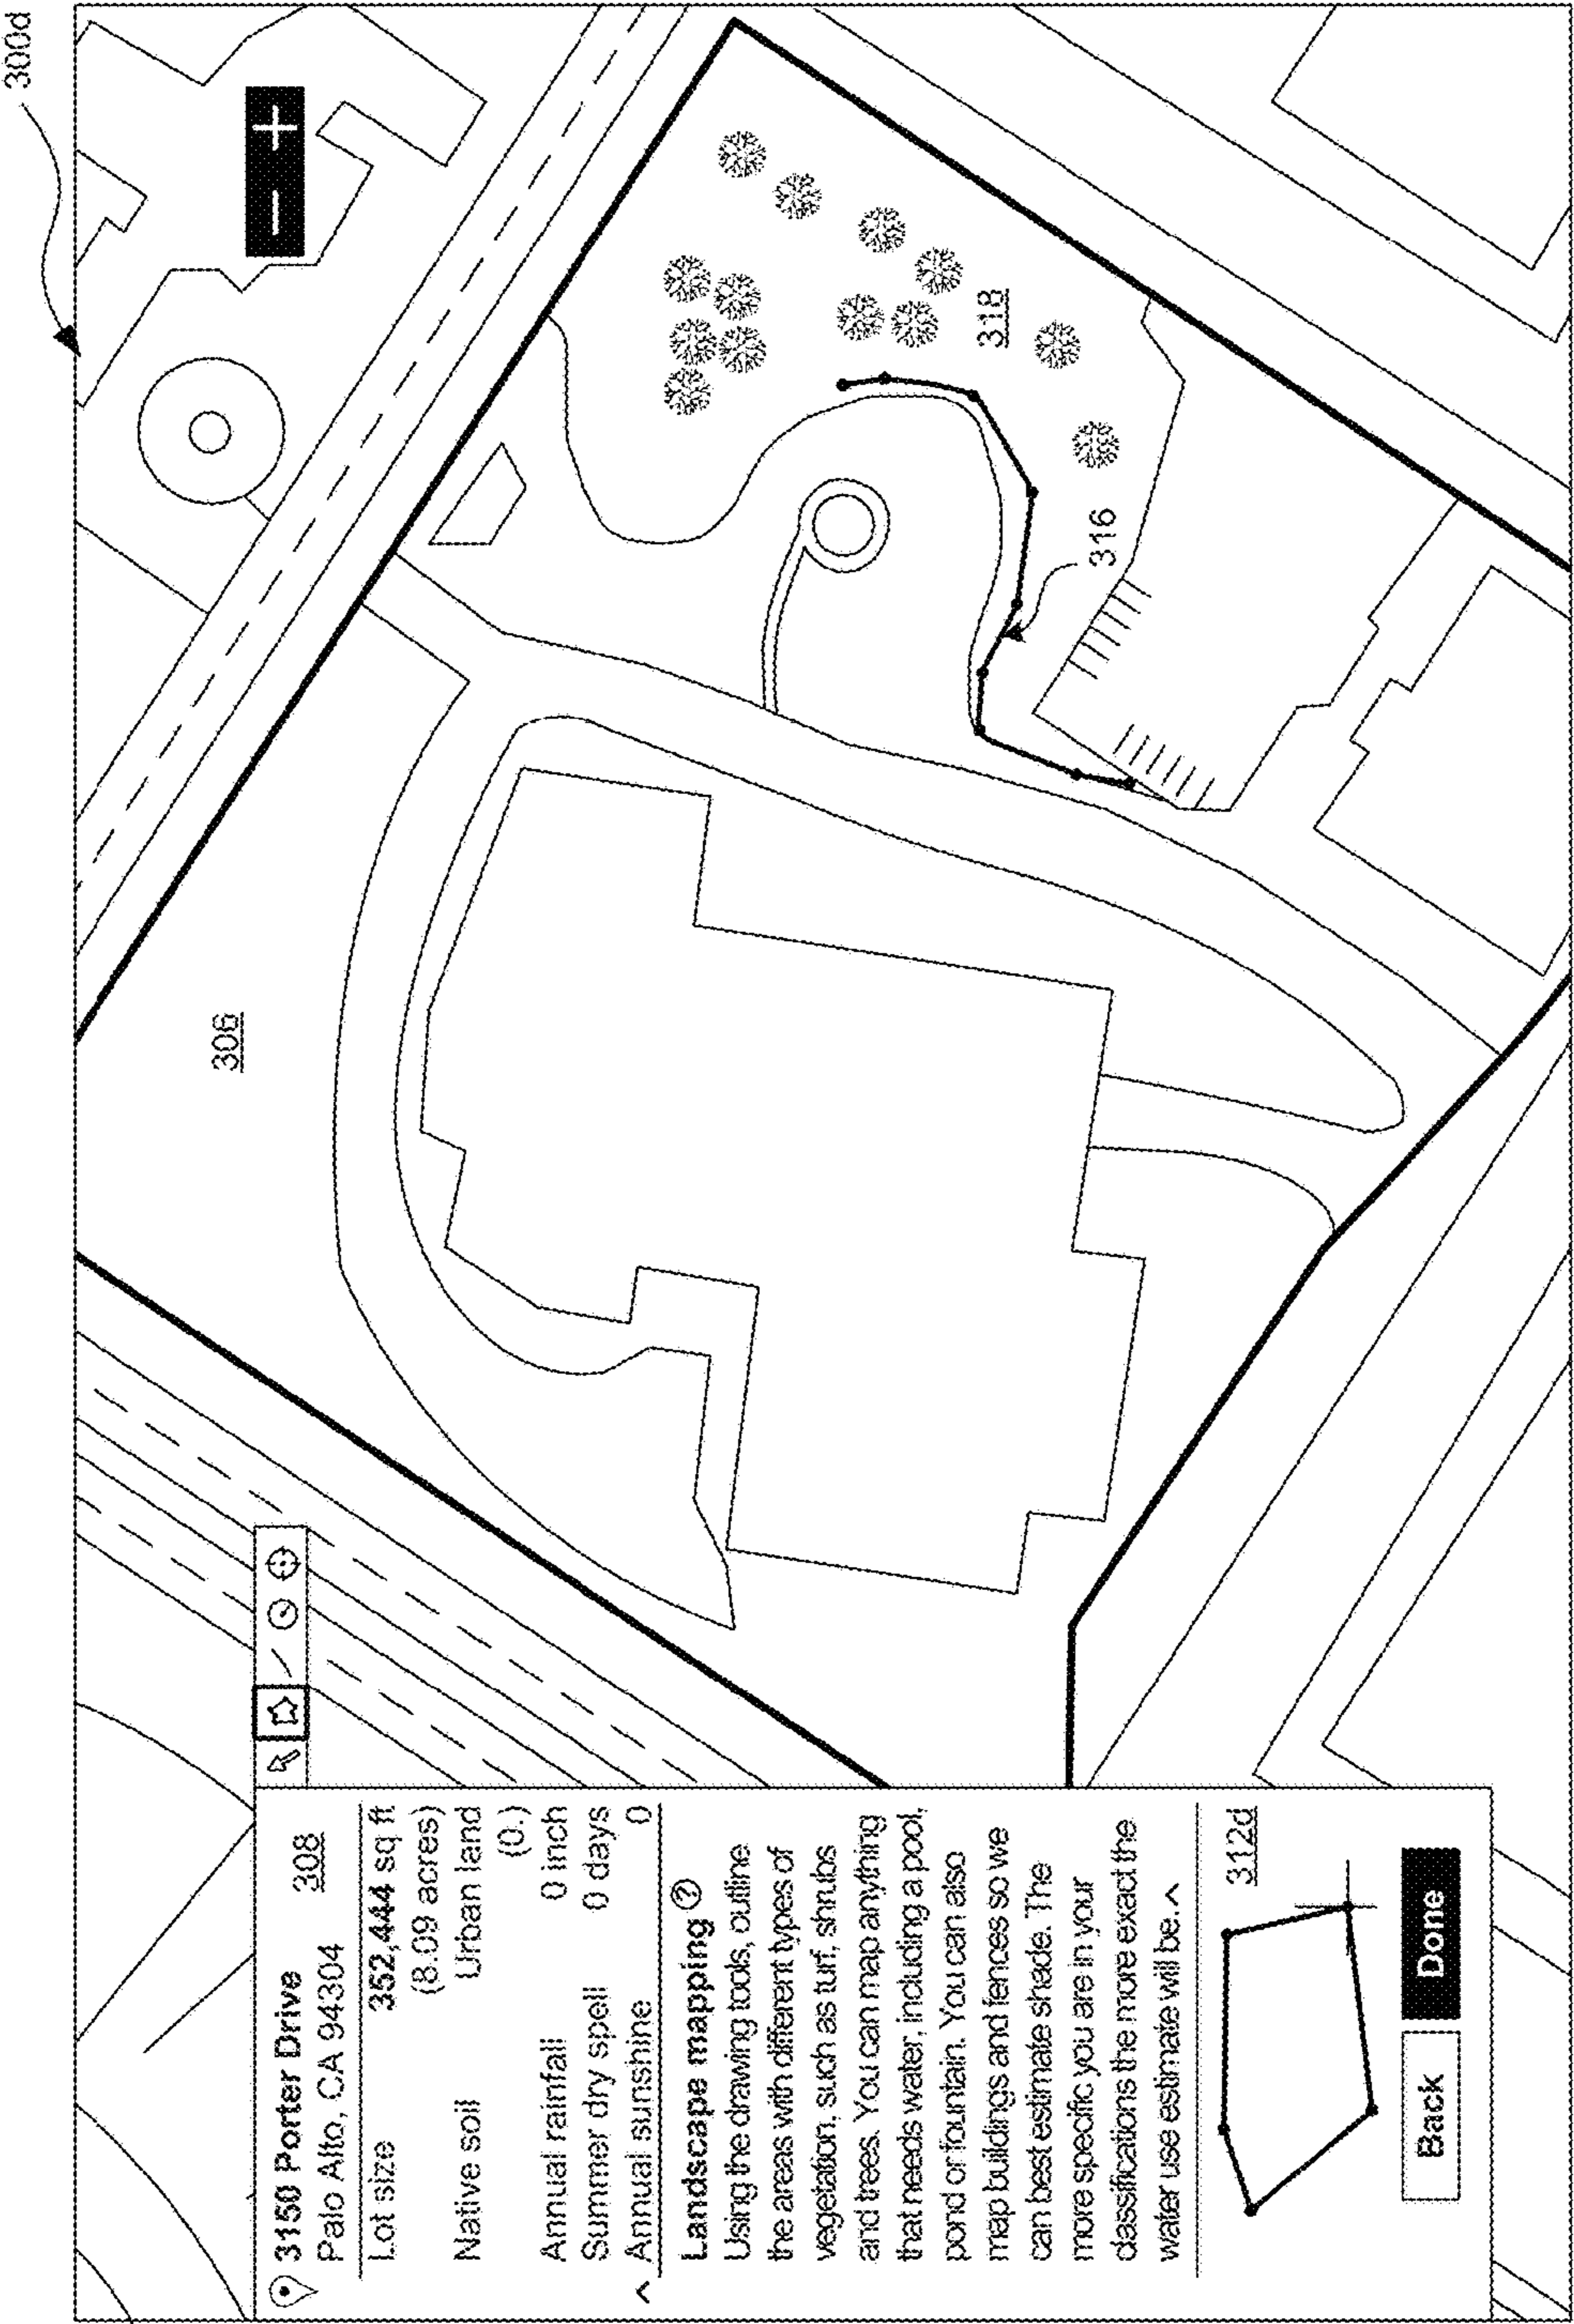 300d
− +
306
318
316
3150 Porter Drive
Palo Alto, CA 94304 308
Lot size 352,444 sq ft
(8.09 acres)
Native soil Urban land
(0.)
Annual rainfall 0 inch
Summer dry spell 0 days
^ Annual sunshine 0
Landscape mapping ?
Using the drawing tools, outline
the areas with different types of
vegetation, such as turf, shrubs
and trees. You can map anything
that needs water, including a pool,
pond or fountain. You can also
map buildings and fences so we
can best estimate shade. The
more specific you are in your
classifications the more exact the
water use estimate will be. ^
312d
Back Done